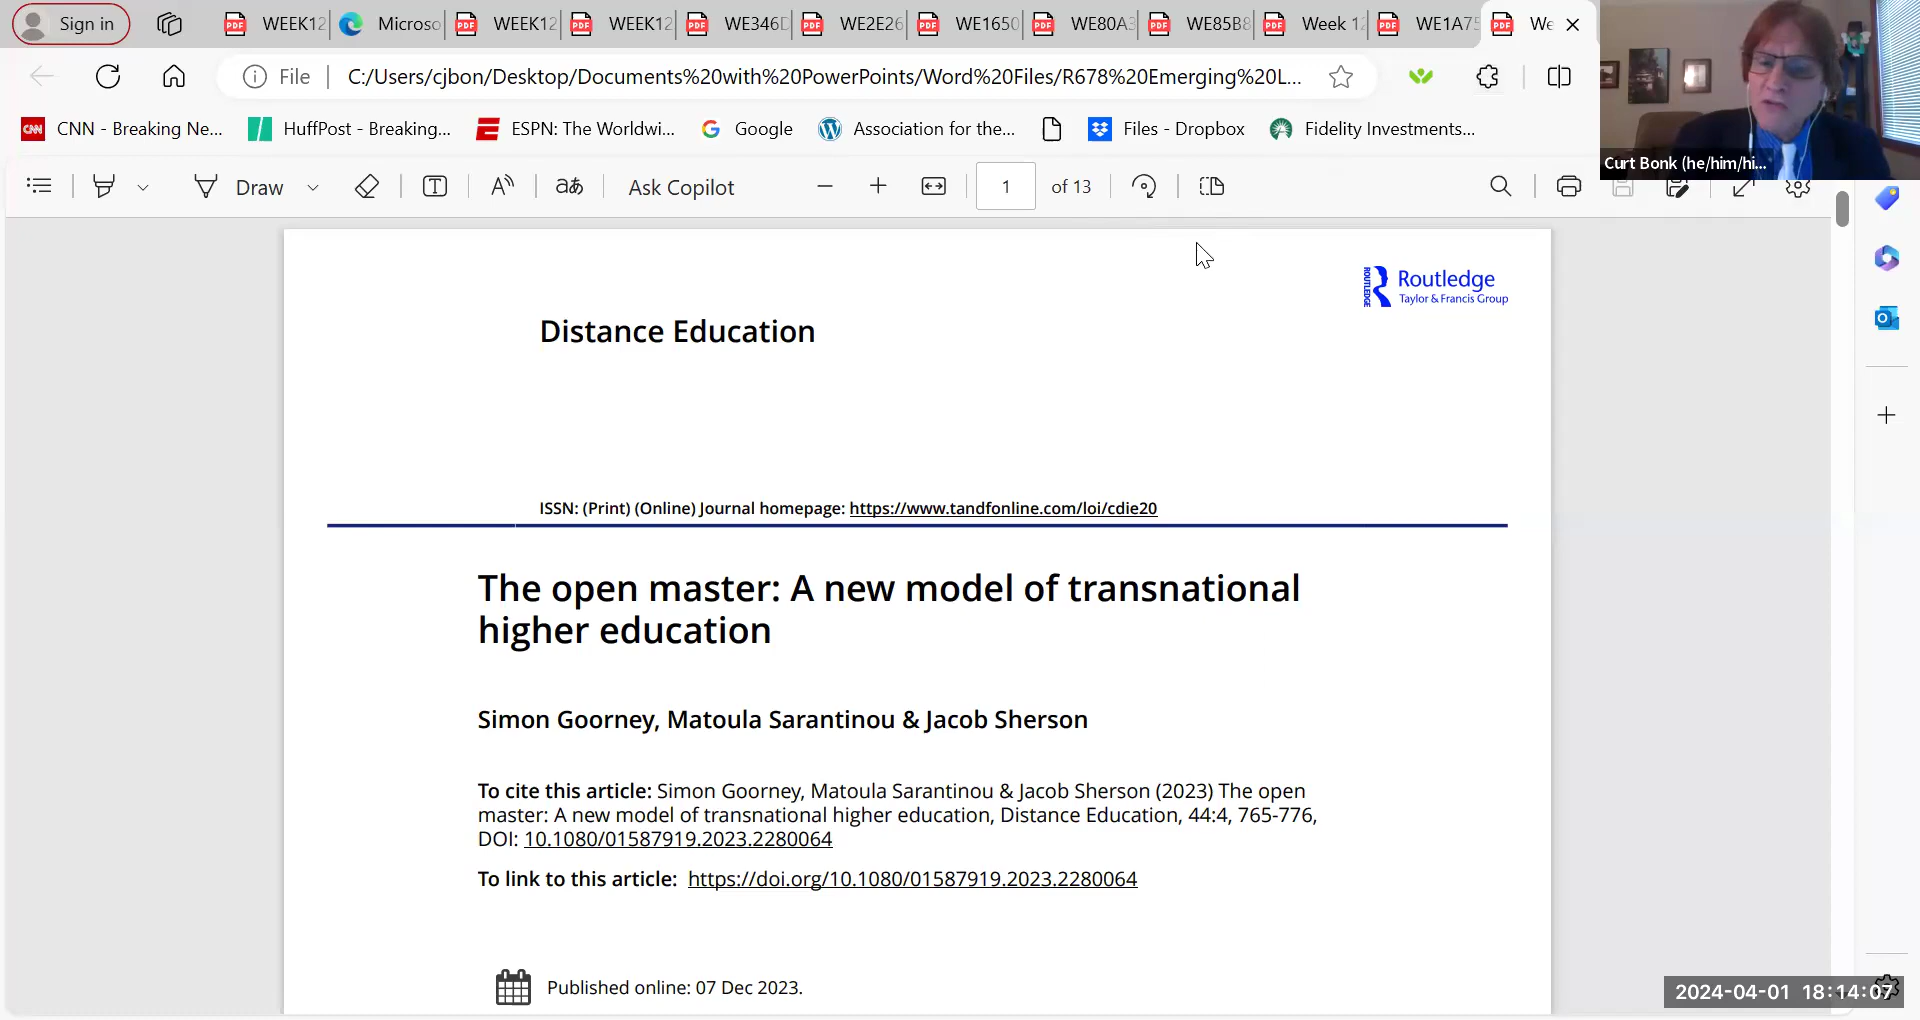 Sign in
WEEK12
Microso
WEEK12
WEEK12
WE346D
WE2E26
WE1650
WE80A3
WE85B8
Week 12
WE1A75
We
File
C:/Users/cjbon/Desktop/Documents%20with%20PowerPoints/Word%20Files/R678%20Emerging%20L...
CNN - Breaking Ne...
HuffPost - Breaking...
ESPN: The Worldwi...
Google
Association for the...
Files - Dropbox
Fidelity Investments...
Curt Bonk (he/him/hi...
Draw
Ask Copilot
1
of 13
ROUTLEDGE
Routledge
Taylor & Francis Group
Distance Education
ISSN: (Print) (Online) Journal homepage: https://www.tandfonline.com/loi/cdie20
The open master: A new model of transnational
higher education
Simon Goorney, Matoula Sarantinou & Jacob Sherson
To cite this article: Simon Goorney, Matoula Sarantinou & Jacob Sherson (2023) The open
master: A new model of transnational higher education, Distance Education, 44:4, 765-776,
DOI: 10.1080/01587919.2023.2280064
To link to this article: https://doi.org/10.1080/01587919.2023.2280064
Published online: 07 Dec 2023.
2024-04-01 18:14:07